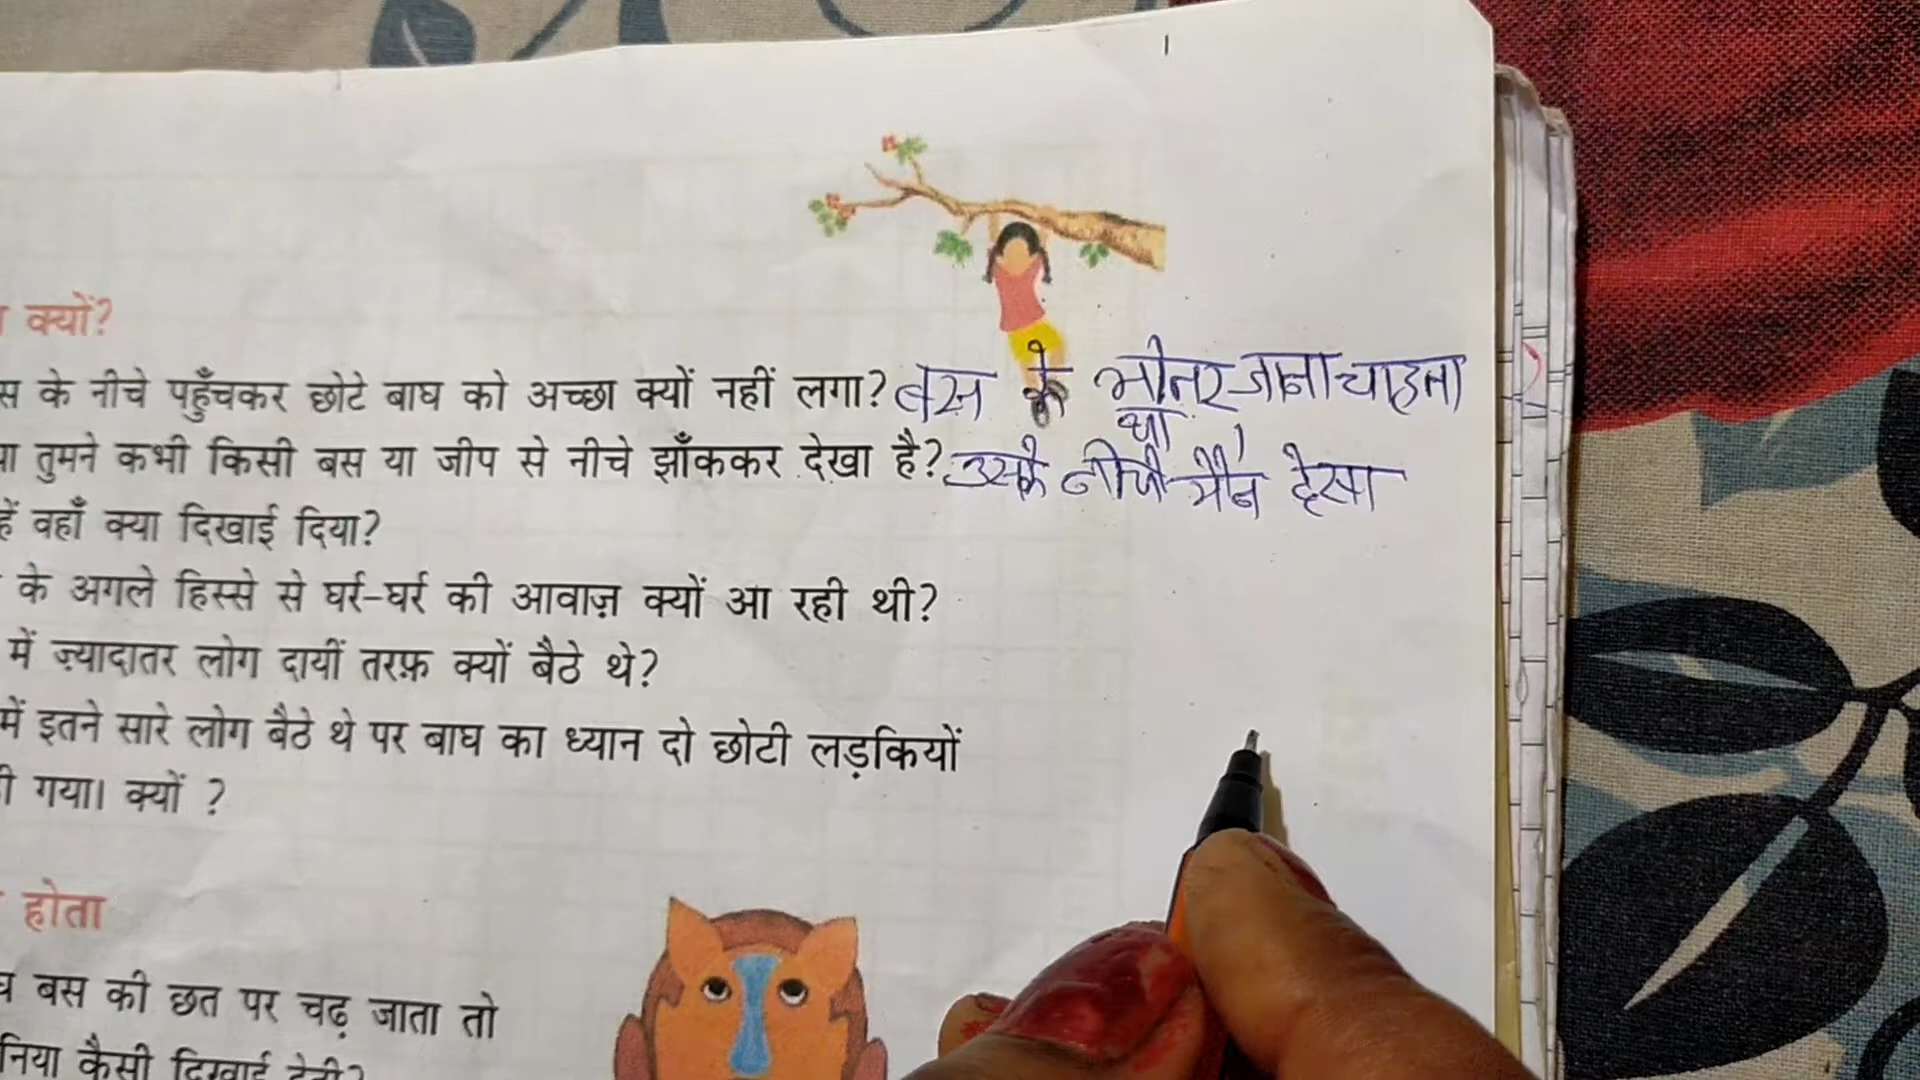 क्यों?
स के नीचे पहुँचकर छोटे बाघ को अच्छा क्यों नहीं लगा? बस के भीतर जाना चाहता
था
या तुमने कभी किसी बस या जीप से नीचे झाँककर देखा है? उसके नीचे मैने देखा
हें वहाँ क्या दिखाई दिया?
के अगले हिस्से से घर्र-घर्र की आवाज़ क्यों आ रही थी?
में ज़्यादातर लोग दायीं तरफ़ क्यों बैठे थे?
में इतने सारे लोग बैठे थे पर बाघ का ध्यान दो छोटी लड़कियों
ी गया। क्यों ?
होता
घ बस की छत पर चढ़ जाता तो
निया कैसी दिखाई देती?